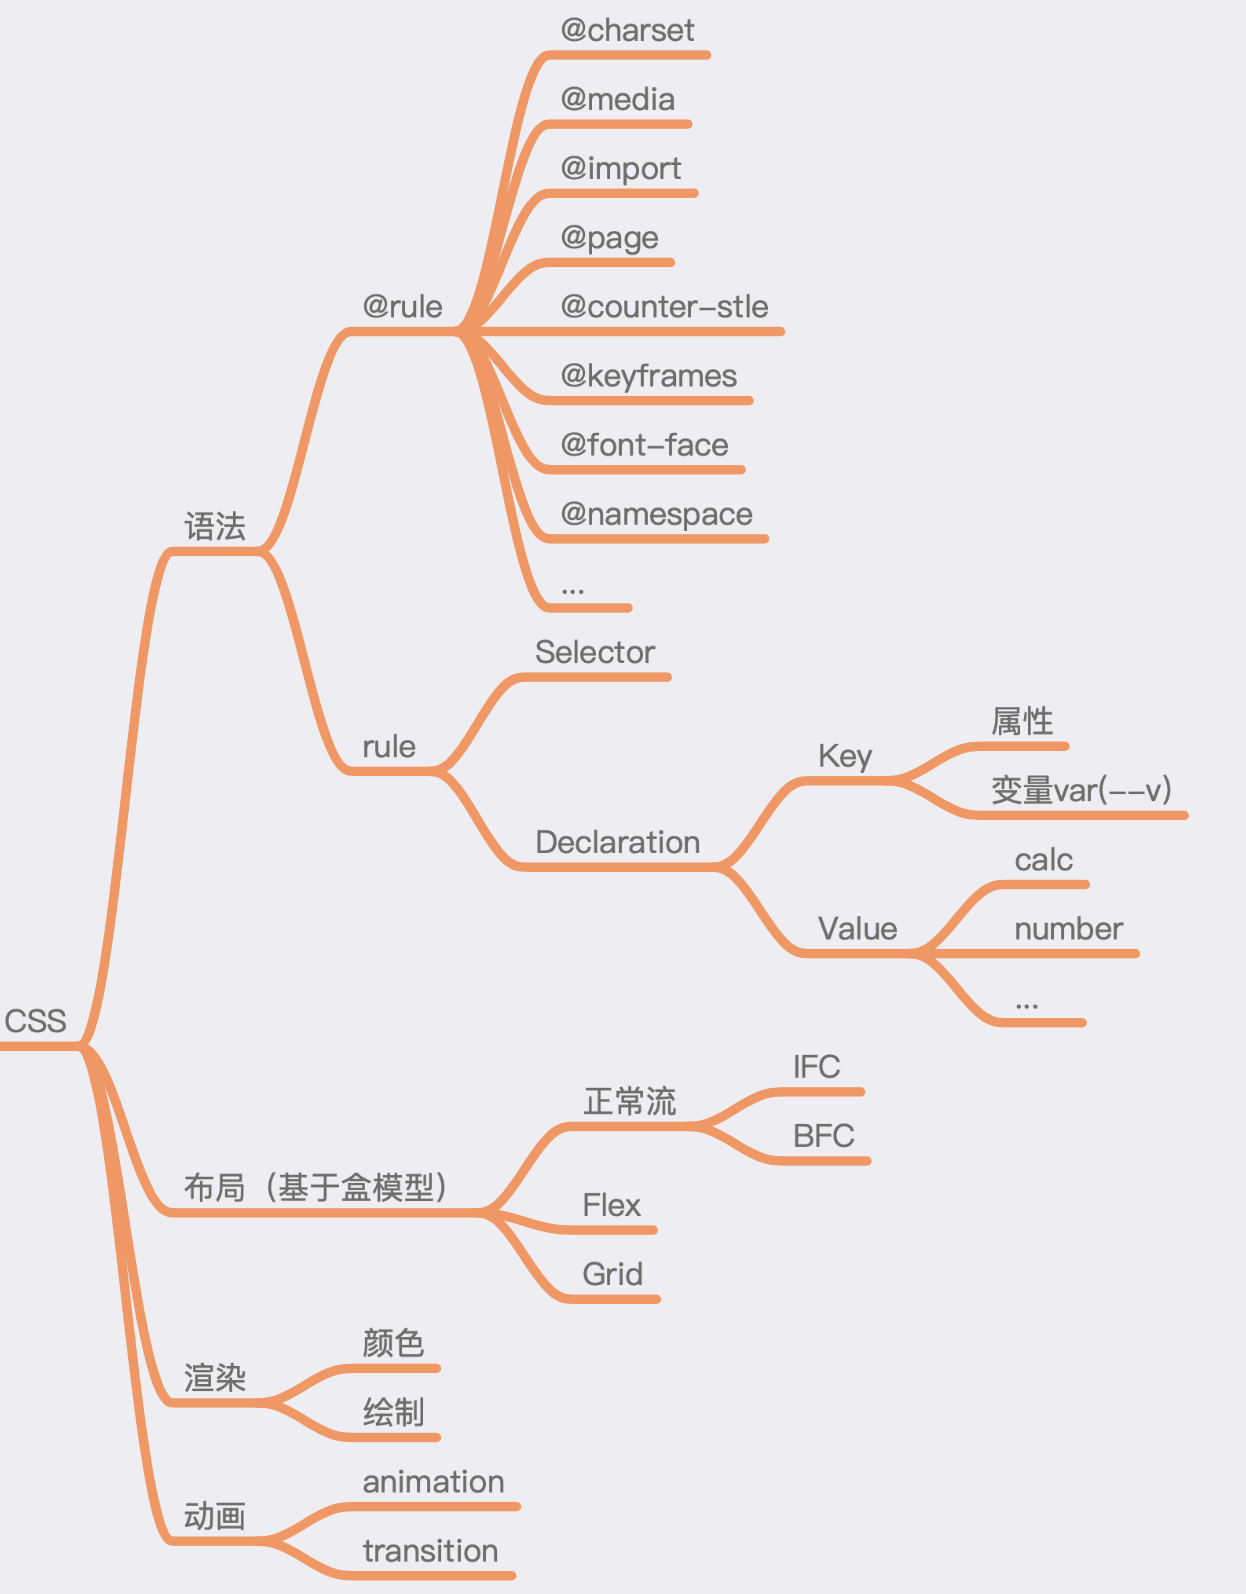 @charset
@media
@import
@page
@rule
@counter-stle
@keyframes
@font-face
语法
@namespace
...
Selector
rule
属性
Key
变量var(--v)
Declaration
calc
Value
number
...
CSS
IFC
正常流
BFC
布局（基于盒模型）
Flex
Grid
颜色
渲染
绘制
animation
动画
transition